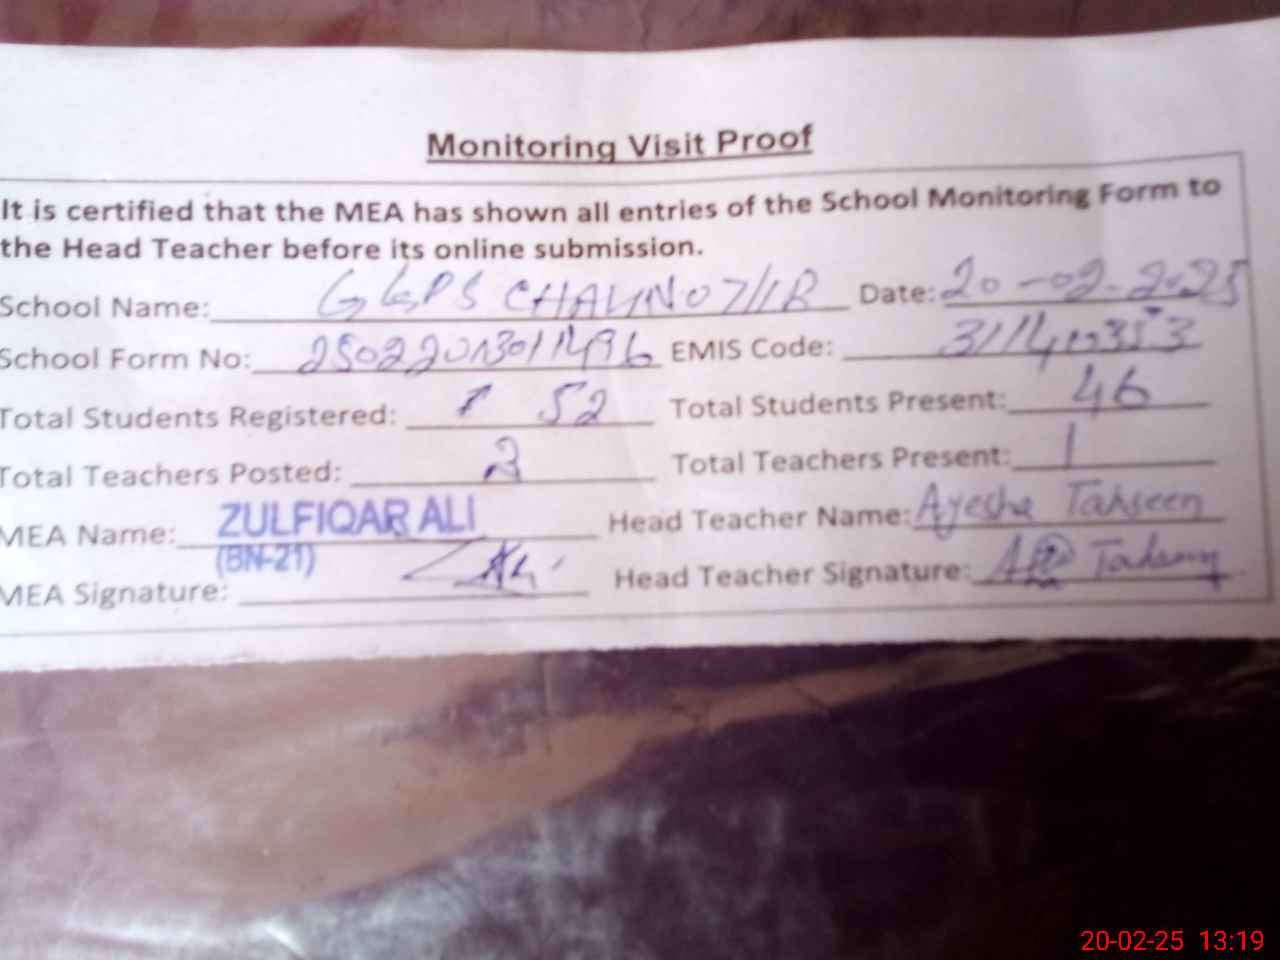 Monitoring Visit Proof
It is certified that the MEA has shown all entries of the School Monitoring Form to
the Head Teacher before its online submission.
School Name: GGPS Date: 20-02-2025
School Form No: EMIS Code:
Total Students Registered: 52 Total Students Present: 46
Total Teachers Posted: 2 Total Teachers Present: 1
MEA Name: ZULFIQAR ALI Head Teacher Name: Ayesha Tahseen
(BN-21)
MEA Signature: Head Teacher Signature:
20-02-25 13:19